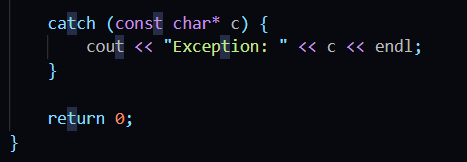 catch (const char* c) {
cout << "Exception: " << c << endl;
}
return 0;
}